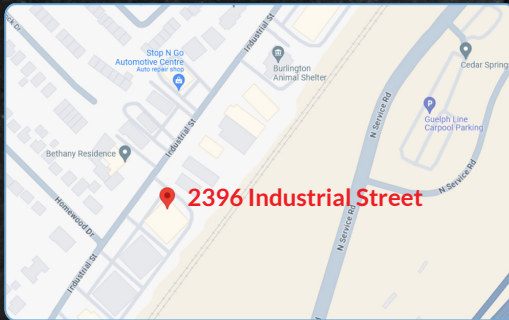 Industrial St
Stop N Go
Automotive Centre
Auto repair shop
Burlington
Animal Shelter
Cedar Spring
N Service Rd
Guelph Line
Carpool Parking
Industrial St
Bethany Residence
N Service Rd
2396 Industrial Street
Homewood Dr.
N Service Rd
Industrial St